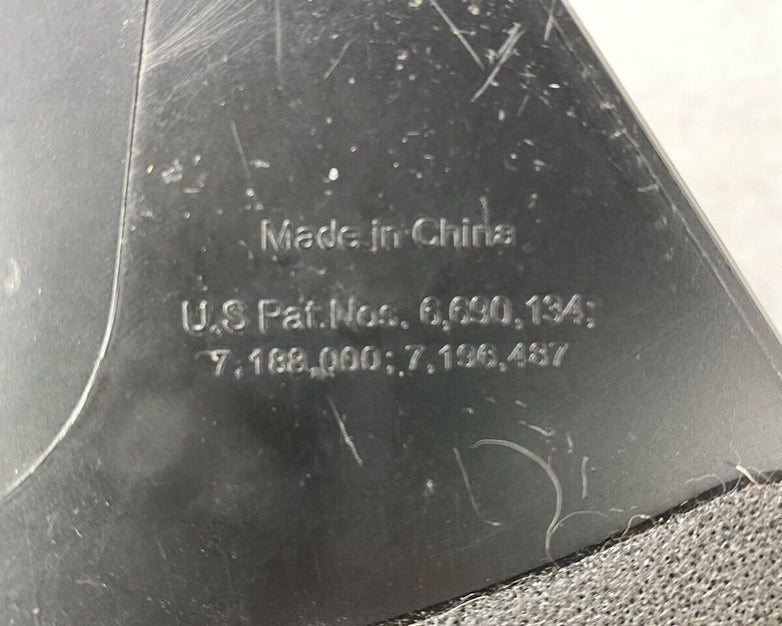 Made in China
U.S Pat. Nos. 6,690,134;
7,188,000; 7,196,487